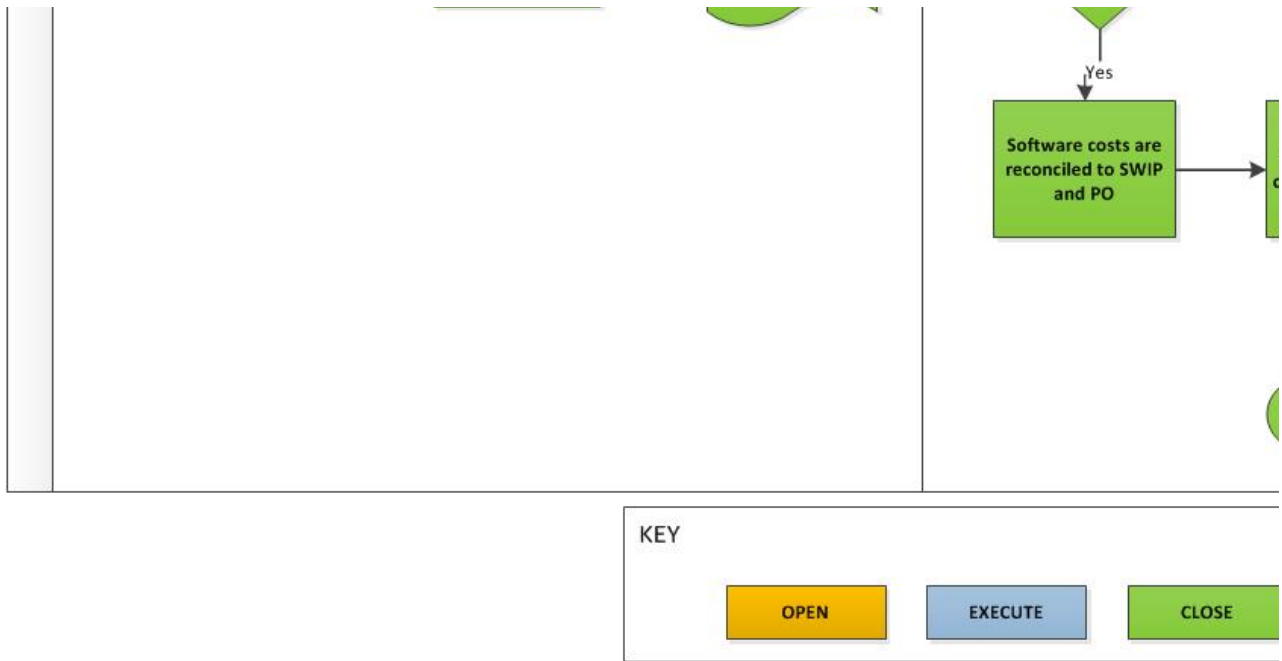 Yes
Software costs are
reconciled to SWIP
and PO
KEY
OPEN
EXECUTE
CLOSE